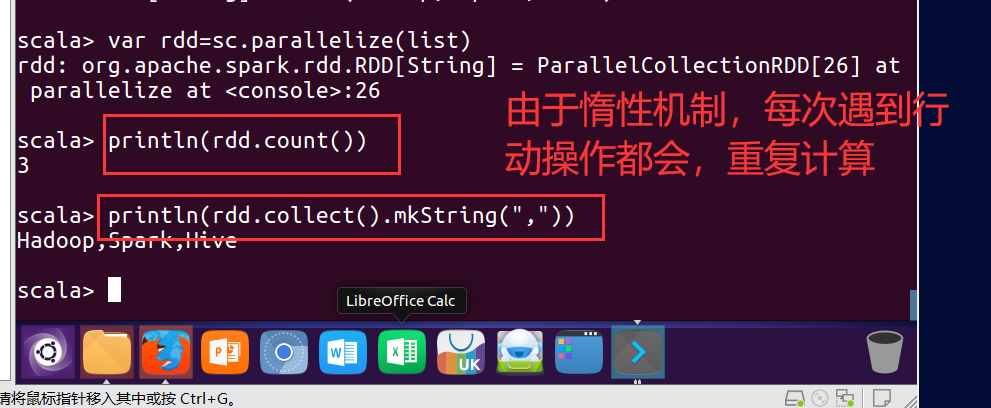 scala> var rdd=sc.parallelize(list)
rdd: org.apache.spark.rdd.RDD[String] = ParallelCollectionRDD[26] at
parallelize at <console>:26
由于惰性机制，每次遇到行
动操作都会，重复计算
scala> println(rdd.count())
3
scala> println(rdd.collect().mkString(","))
Hadoop,Spark,Hive
scala>
LibreOffice Calc
P
W
X
UK
请将鼠标指针移入其中或按 Ctrl+G。